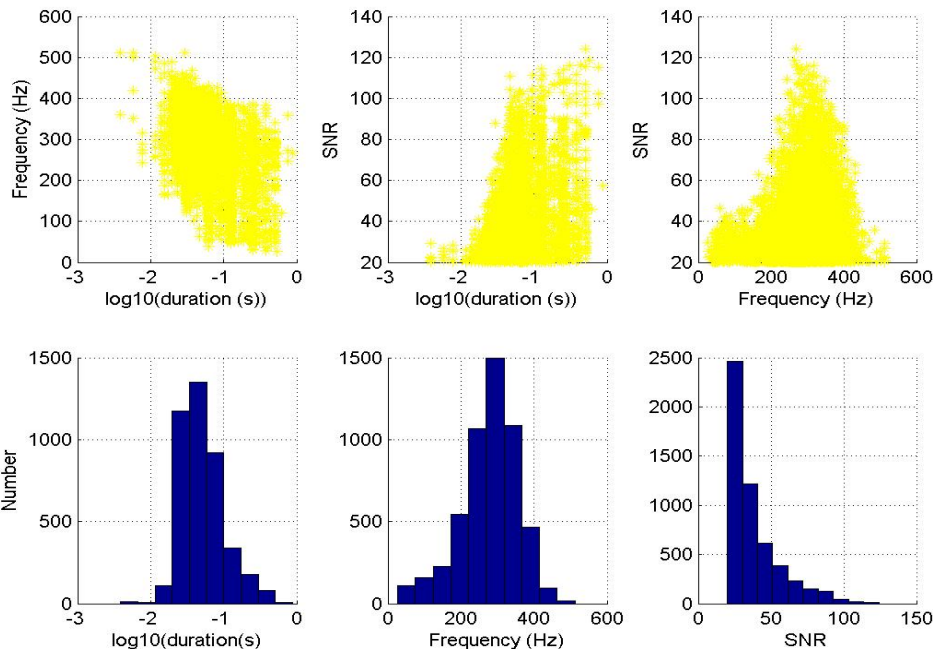 600
500
400
300
200
100
0
-3 -2 -1 0
Frequency (Hz)
log10(duration (s))
140
120
100
80
60
40
20
-3 -2 -1 0
SNR
log10(duration (s))
140
120
100
80
60
40
20
0 200 400 600
SNR
Frequency (Hz)
1500
1000
500
0
-3 -2 -1 0
Number
log10(duration(s)
1500
1000
500
0
0 200 400 600
Frequency (Hz)
2500
2000
1500
1000
500
0
0 50 100 150
SNR